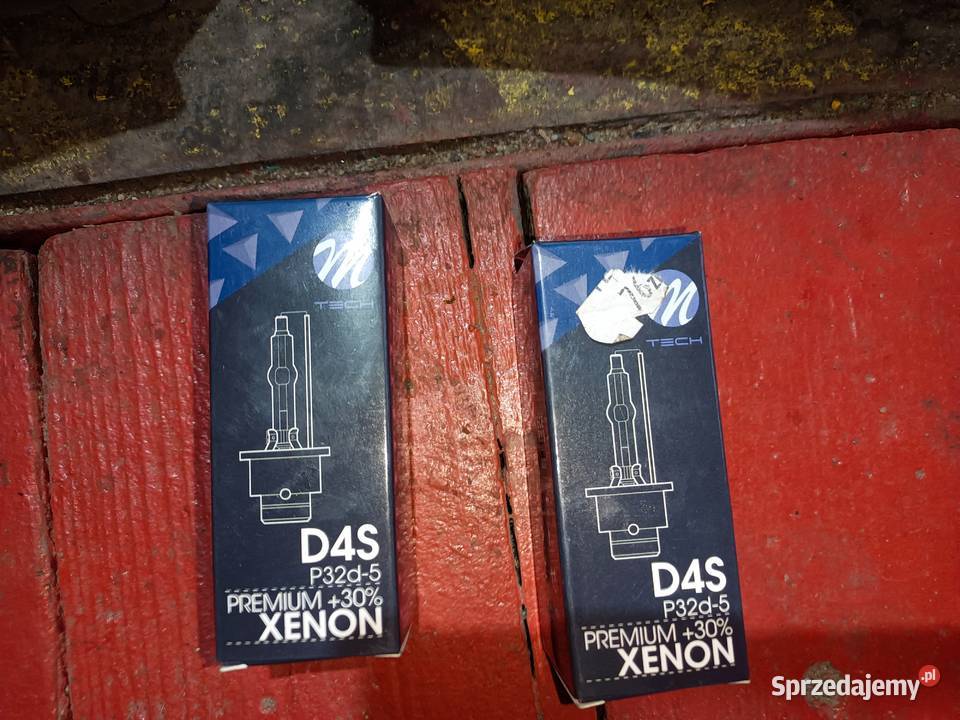 M
TECH
D4S
P32d-5
PREMIUM +30%
XENON
M
TECH
D4S
P32d-5
PREMIUM +30%
XENON
Sprzedajemy.pl